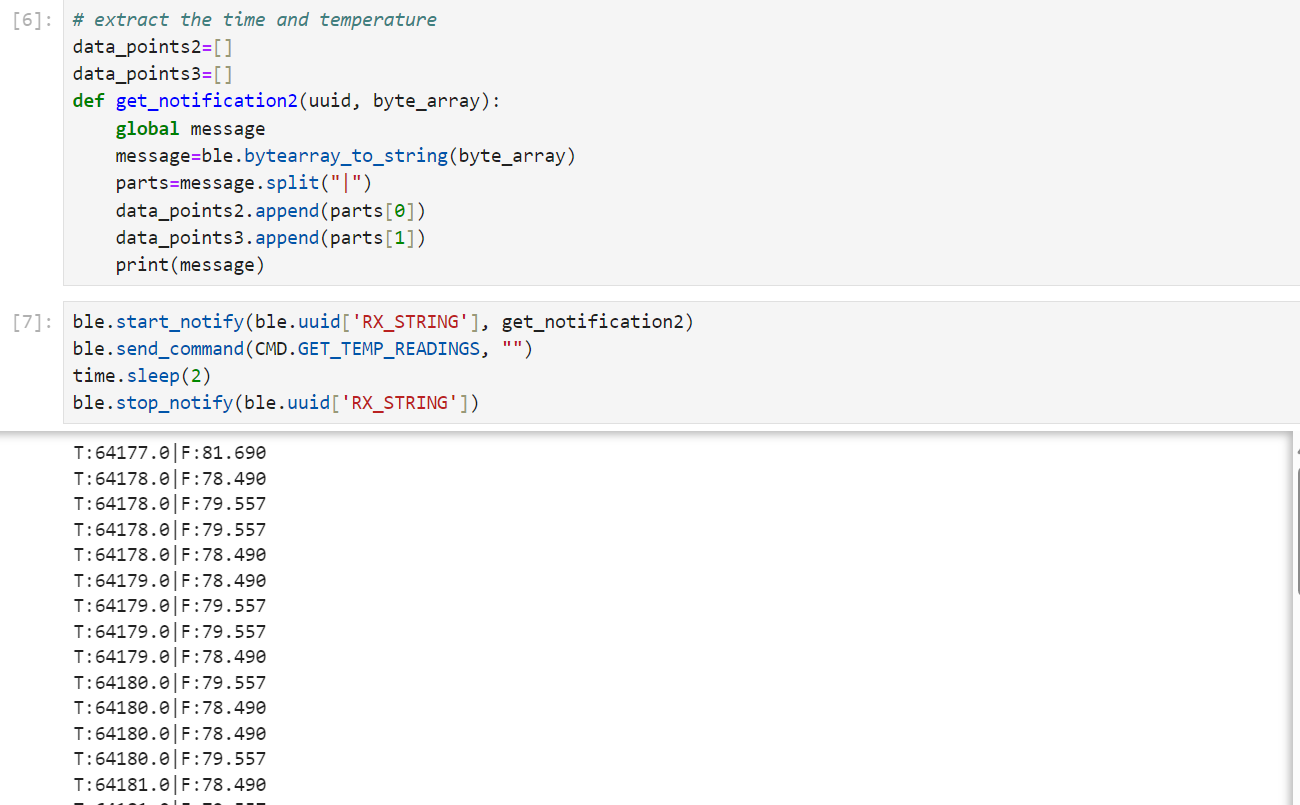 [6]: # extract the time and temperature
data_points2=[]
data_points3=[]
def get_notification2(uuid, byte_array):
    global message
    message=ble.bytearray_to_string(byte_array)
    parts=message.split("|")
    data_points2.append(parts[0])
    data_points3.append(parts[1])
    print(message)
[7]: ble.start_notify(ble.uuid['RX_STRING'], get_notification2)
ble.send_command(CMD.GET_TEMP_READINGS, "")
time.sleep(2)
ble.stop_notify(ble.uuid['RX_STRING'])
T:64177.0|F:81.690
T:64178.0|F:78.490
T:64178.0|F:79.557
T:64178.0|F:79.557
T:64178.0|F:78.490
T:64179.0|F:78.490
T:64179.0|F:79.557
T:64179.0|F:79.557
T:64179.0|F:78.490
T:64180.0|F:79.557
T:64180.0|F:78.490
T:64180.0|F:78.490
T:64180.0|F:79.557
T:64181.0|F:78.490